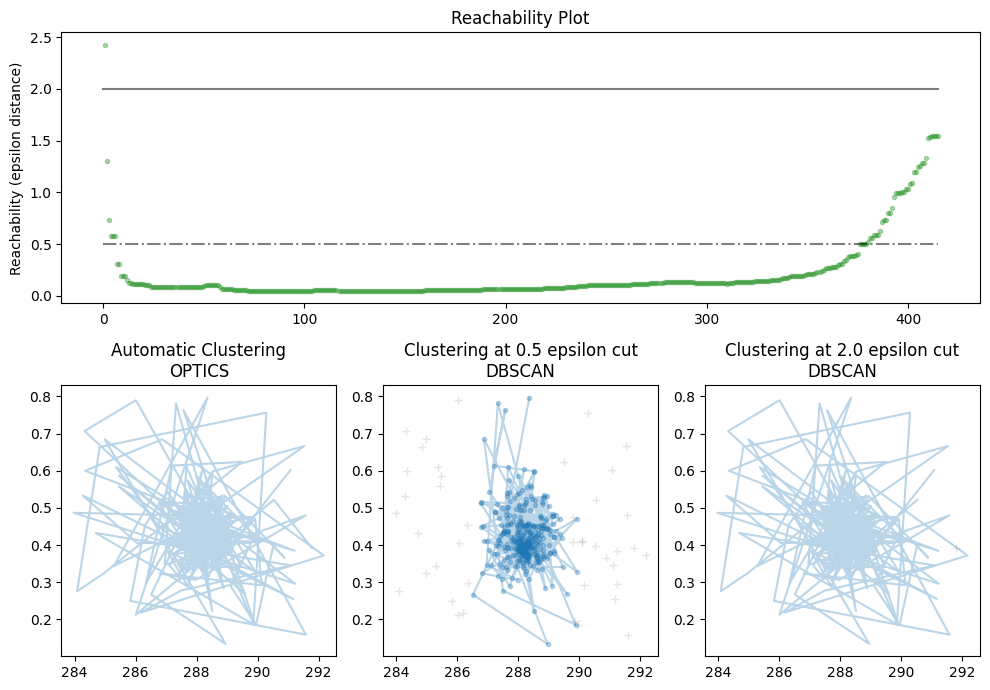 Reachability Plot
Reachability (epsilon distance)
2.5
2.0
1.5
1.0
0.5
0.0
0 100 200 300 400
Automatic Clustering
OPTICS
Clustering at 0.5 epsilon cut
DBSCAN
Clustering at 2.0 epsilon cut
DBSCAN
0.8
0.7
0.6
0.5
0.4
0.3
0.2
284 286 288 290 292
0.8
0.7
0.6
0.5
0.4
0.3
0.2
284 286 288 290 292
0.8
0.7
0.6
0.5
0.4
0.3
0.2
284 286 288 290 292